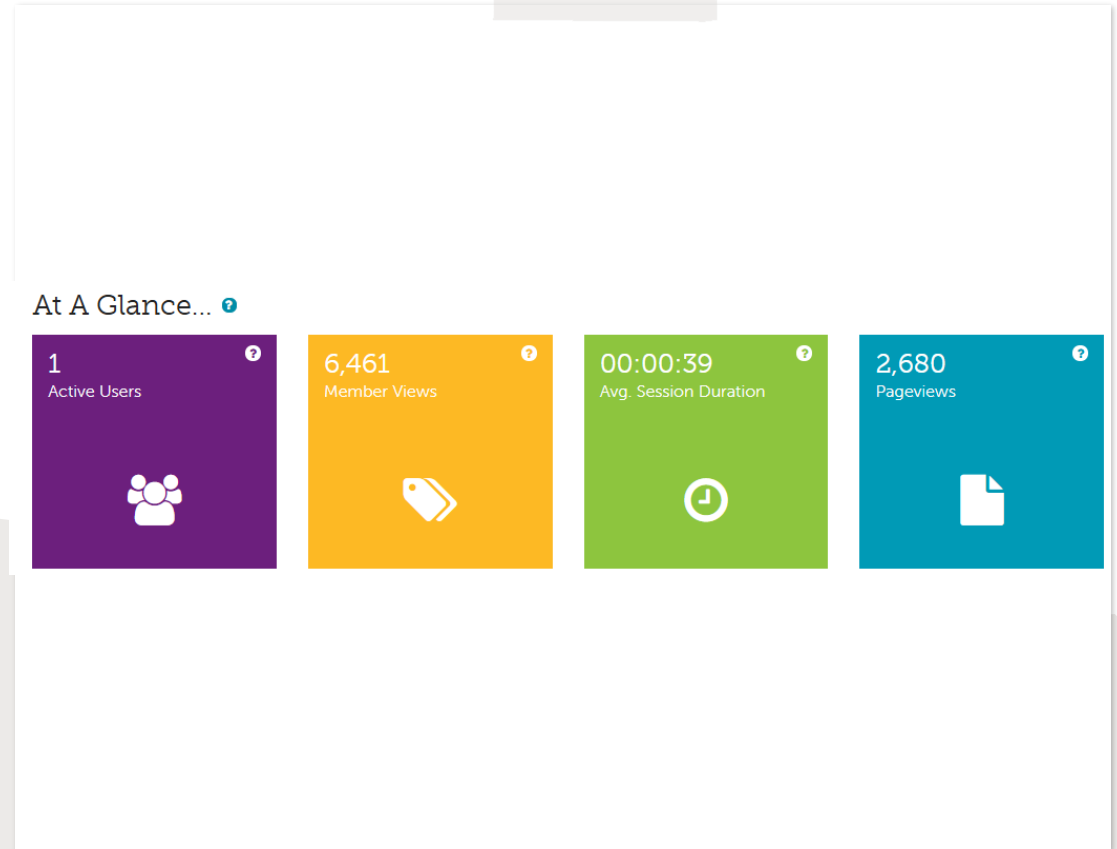 At A Glance...
1
Active Users
6,461
Member Views
00:00:39
Avg. Session Duration
2,680
Pageviews